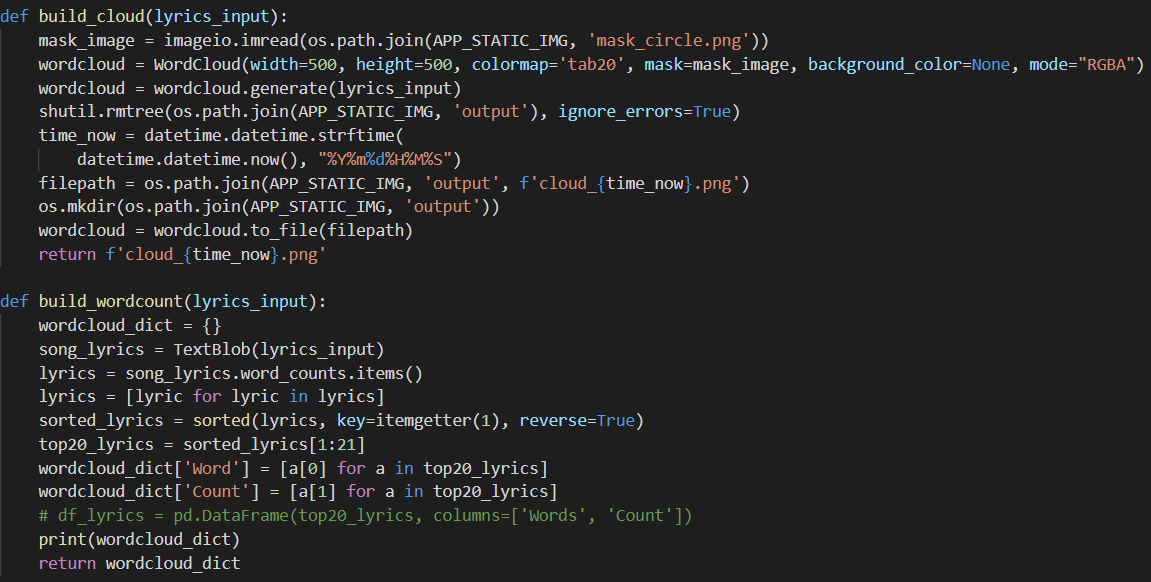 def build_cloud(lyrics_input):
    mask_image = imageio.imread(os.path.join(APP_STATIC_IMG, 'mask_circle.png'))
    wordcloud = WordCloud(width=500, height=500, colormap='tab20', mask=mask_image, background_color=None, mode="RGBA")
    wordcloud = wordcloud.generate(lyrics_input)
    shutil.rmtree(os.path.join(APP_STATIC_IMG, 'output'), ignore_errors=True)
    time_now = datetime.datetime.strftime(
        datetime.datetime.now(), "%Y%m%d%H%M%S")
    filepath = os.path.join(APP_STATIC_IMG, 'output', f'cloud_{time_now}.png')
    os.mkdir(os.path.join(APP_STATIC_IMG, 'output'))
    wordcloud = wordcloud.to_file(filepath)
    return f'cloud_{time_now}.png'

def build_wordcount(lyrics_input):
    wordcloud_dict = {}
    song_lyrics = TextBlob(lyrics_input)
    lyrics = song_lyrics.word_counts.items()
    lyrics = [lyric for lyric in lyrics]
    sorted_lyrics = sorted(lyrics, key=itemgetter(1), reverse=True)
    top20_lyrics = sorted_lyrics[1:21]
    wordcloud_dict['Word'] = [a[0] for a in top20_lyrics]
    wordcloud_dict['Count'] = [a[1] for a in top20_lyrics]
    # df_lyrics = pd.DataFrame(top20_lyrics, columns=['Words', 'Count'])
    print(wordcloud_dict)
    return wordcloud_dict